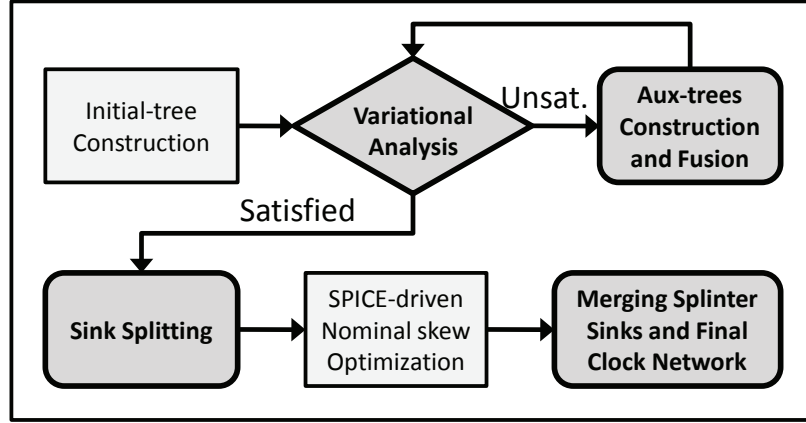 Initial-tree
Construction
Variational
Analysis
Unsat.
Aux-trees
Construction
and Fusion
Satisfied
Sink Splitting
SPICE-driven
Nominal skew
Optimization
Merging Splinter
Sinks and Final
Clock Network